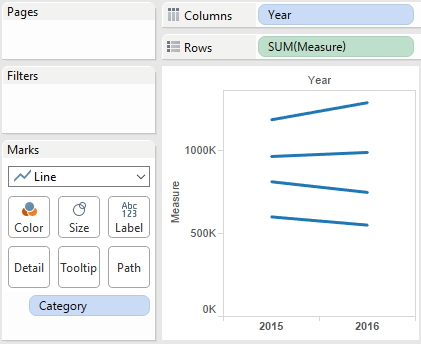 Pages
Columns
Year
Rows
SUM(Measure)
Filters
Marks
Line
Color
Size
Abc
123
Label
Detail
Tooltip
Path
Category
Year
Measure
1000K
500K
0K
2015
2016